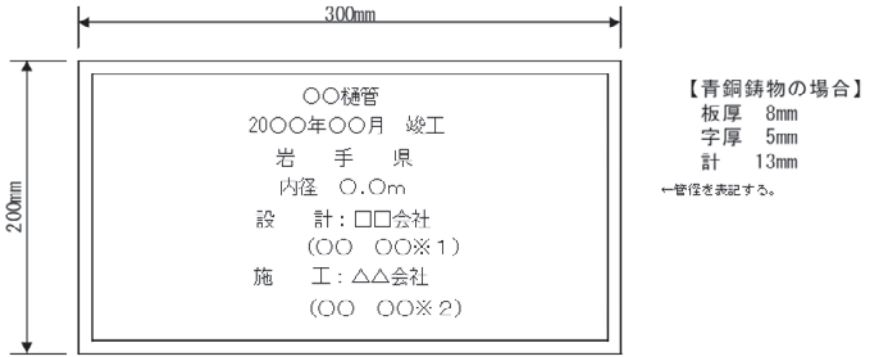 300mm
200mm
○○樋管
20○○年○○月　竣工
岩　手　県
内径　○.○m
設　計：□□会社
(○○　○○※1)
施　工：△△会社
(○○　○○※2)
【青銅鋳物の場合】
板厚　8mm
字厚　5mm
計　13mm
←管径を表記する。